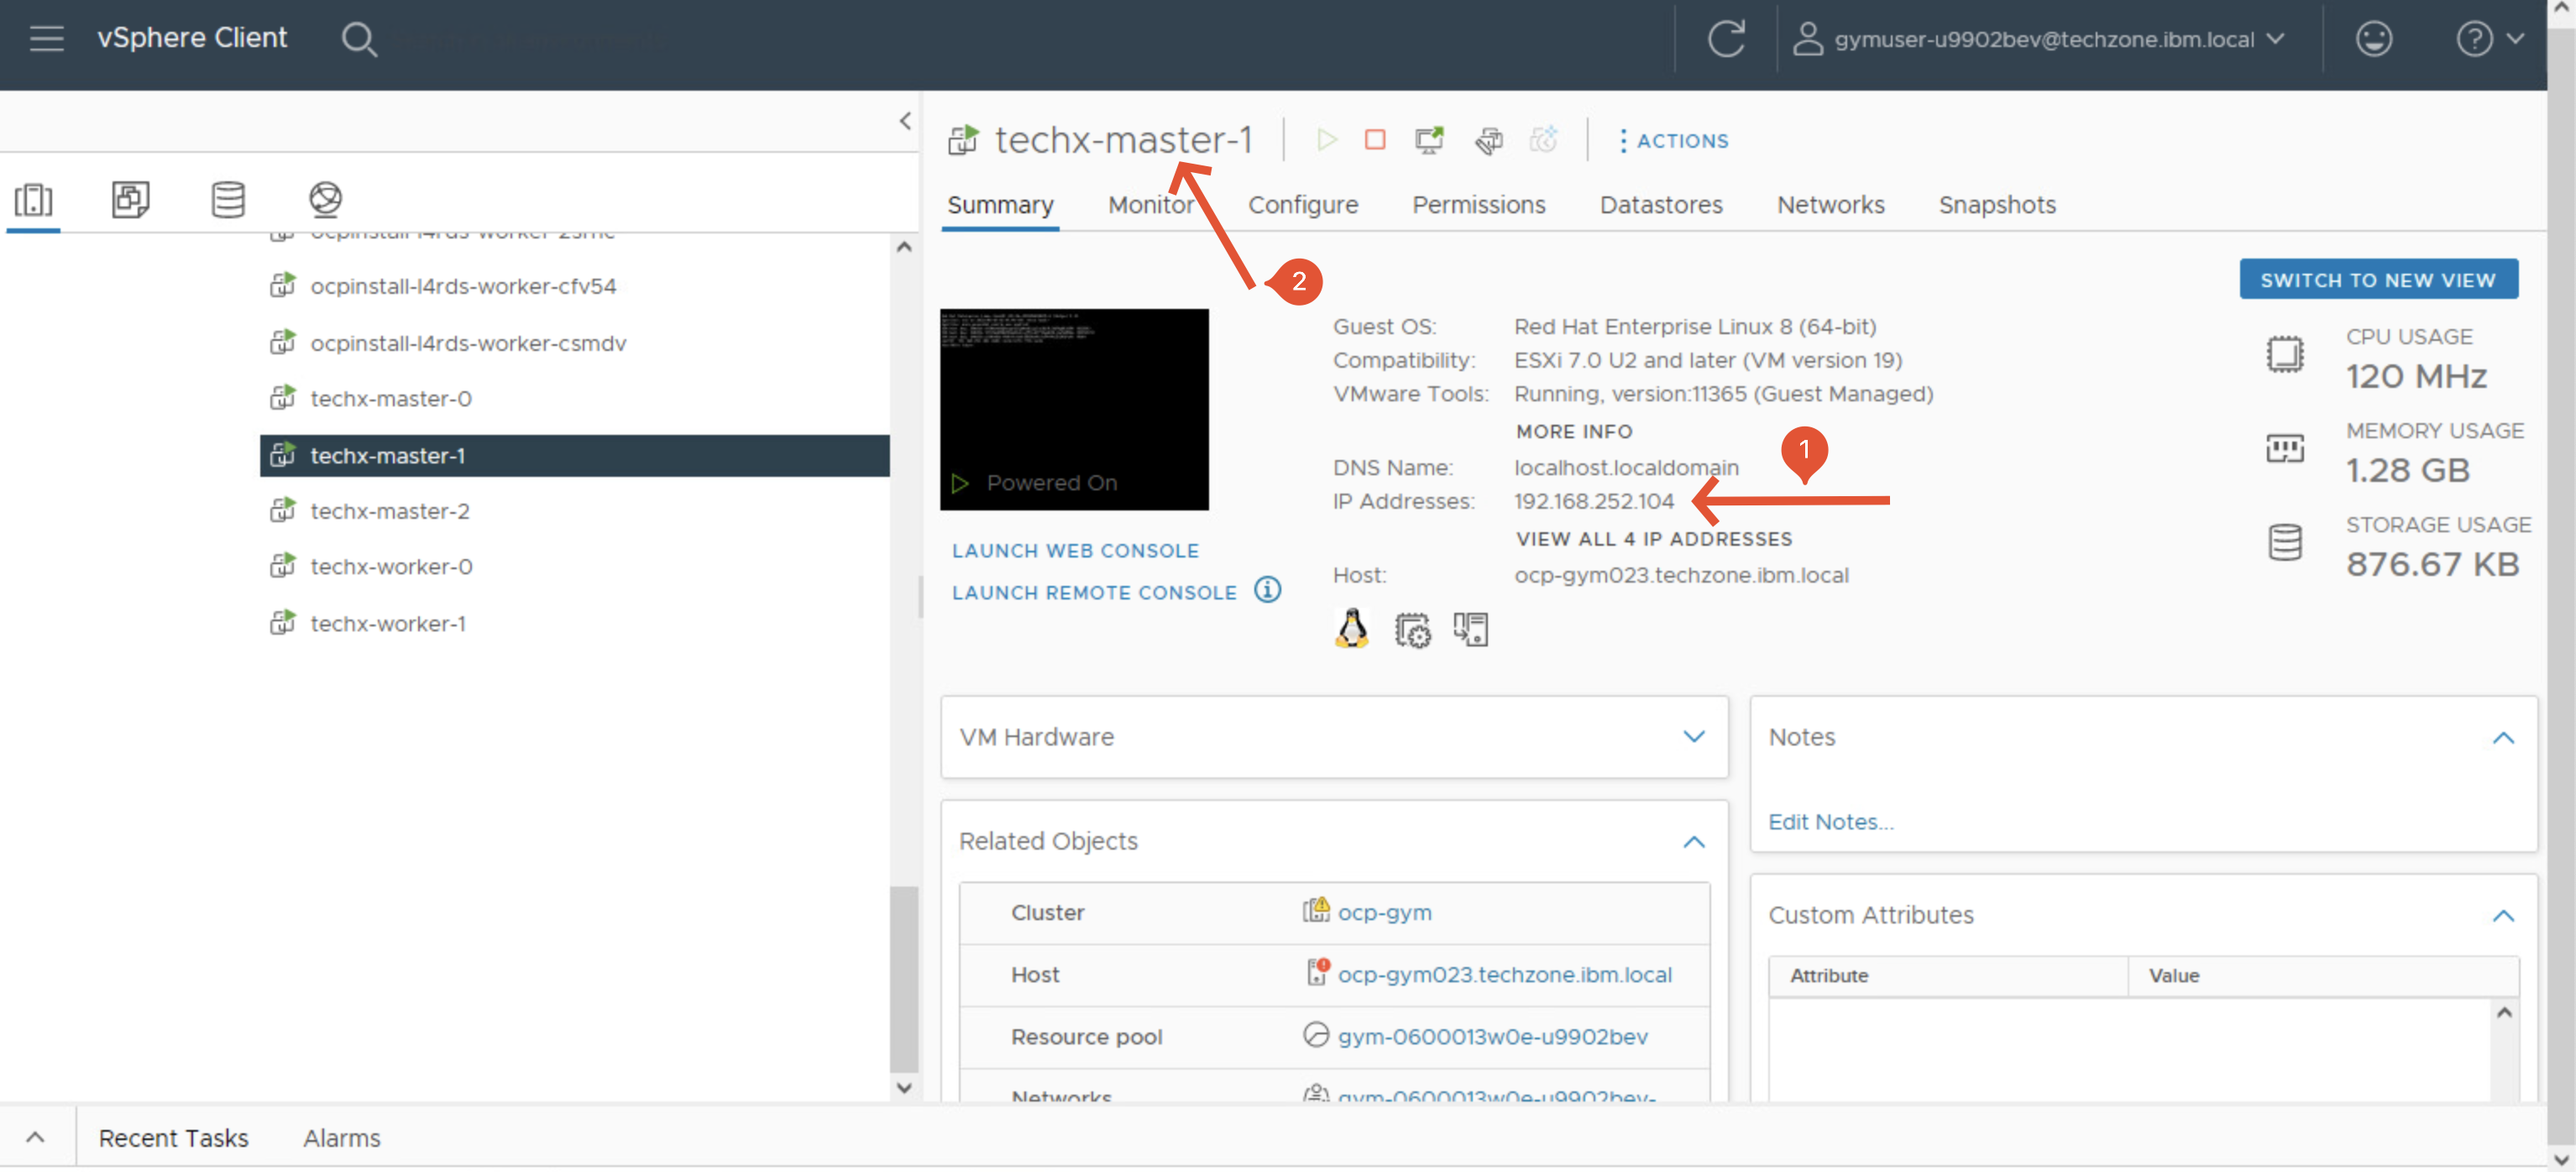 vSphere Client
gymuser-u9902bev@techzone.ibm.local
techx-master-1
ACTIONS
Summary Monitor Configure Permissions Datastores Networks Snapshots
ocpinstall-l4rds-worker-cfv54
ocpinstall-l4rds-worker-csmdv
techx-master-0
techx-master-1
techx-master-2
techx-worker-0
techx-worker-1
2
SWITCH TO NEW VIEW
Powered On
LAUNCH WEB CONSOLE
LAUNCH REMOTE CONSOLE
Guest OS: Red Hat Enterprise Linux 8 (64-bit)
Compatibility: ESXi 7.0 U2 and later (VM version 19)
VMware Tools: Running, version:11365 (Guest Managed)
MORE INFO
1
DNS Name: localhost.localdomain
IP Addresses: 192.168.252.104
VIEW ALL 4 IP ADDRESSES
Host: ocp-gym023.techzone.ibm.local
CPU USAGE
120 MHz
MEMORY USAGE
1.28 GB
STORAGE USAGE
876.67 KB
VM Hardware
Related Objects
Cluster ocp-gym
Host ocp-gym023.techzone.ibm.local
Resource pool gym-0600013w0e-u9902bev
Networks gym-0600013w0e-u9902bev-
Notes
Edit Notes...
Custom Attributes
Attribute Value
Recent Tasks Alarms